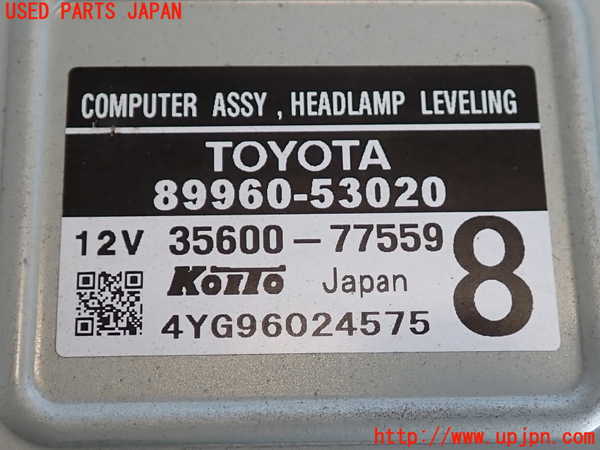 USED PARTS JAPAN
COMPUTER ASSY , HEADLAMP LEVELING
TOYOTA
89960-53020
12V 35600-77559
8
KOITO Japan
4YG96024575
http://www.upjpn.com/